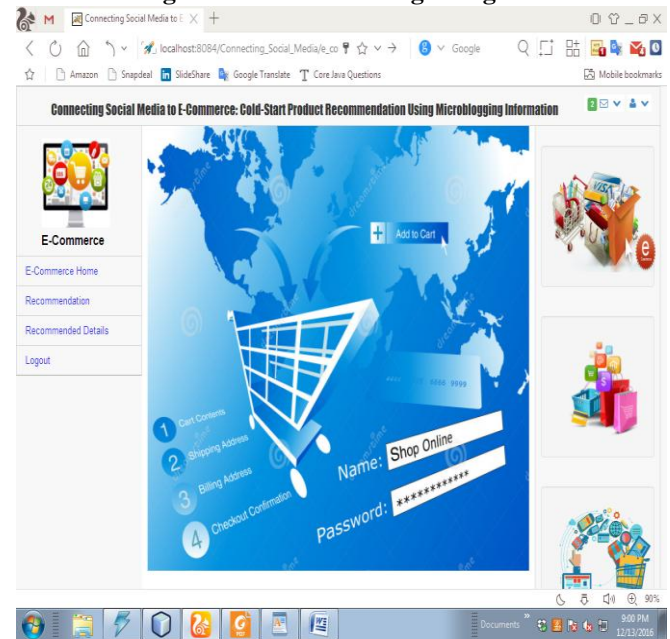 Connecting Social Media to E
localhost:8084/Connecting_Social_Media/e_co
Google
Amazon
Snapdeal
SlideShare
Google Translate
Core Java Questions
Mobile bookmarks
Connecting Social Media to E-Commerce: Cold-Start Product Recommendation Using Microblogging Information
2
E-Commerce
E-Commerce Home
Recommendation
Recommended Details
Logout
Add to Cart
1 Cart Contents
2 Shipping Address
3 Billing Address
4 Checkout Confirmation
Name: Shop Online
Password: ************
VISA
90%
Documents
9:00 PM
12/13/2016